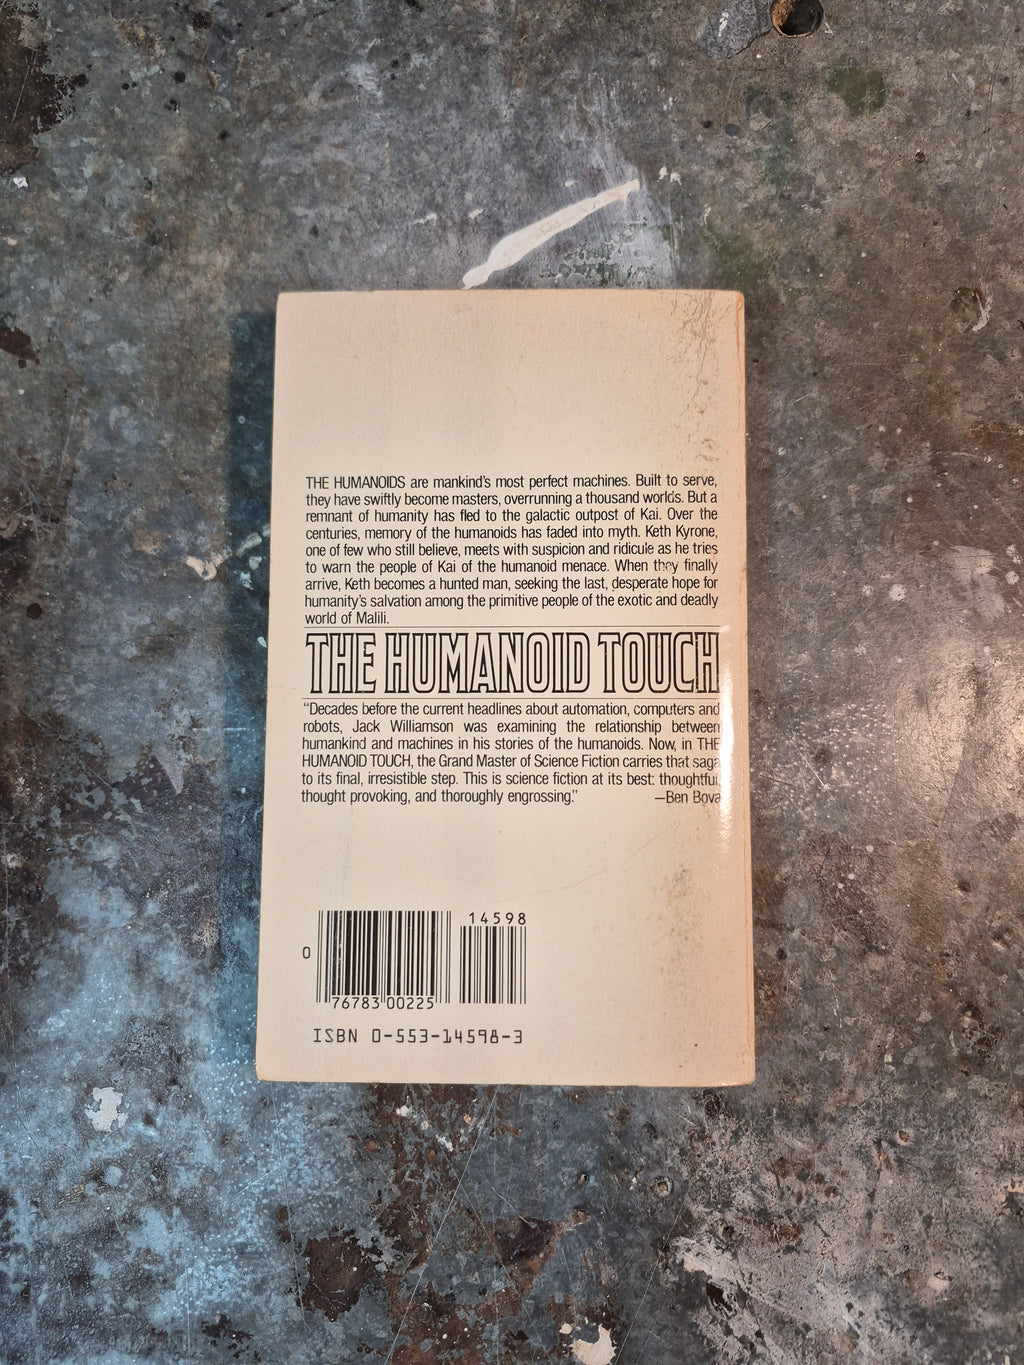 THE HUMANOIDS are mankind's most perfect machines. Built to serve,
they have swiftly become masters, overrunning a thousand worlds. But a
remnant of humanity has fled to the galactic outpost of Kai. Over the
centuries, memory of the humanoids has faded into myth. Keth Kyrone,
one of few who still believe, meets with suspicion and ridicule as he tries
to warn the people of Kai of the humanoid menace. When they finally
arrive, Keth becomes a hunted man, seeking the last, desperate hope for
humanity's salvation among the primitive people of the exotic and deadly
world of Malili.
THE HUMANOID TOUCH
"Decades before the current headlines about automation, computers and
robots, Jack Williamson was examining the relationship between
humankind and machines in his stories of the humanoids. Now, in THE
HUMANOID TOUCH, the Grand Master of Science Fiction carries that saga
to its final, irresistible step. This is science fiction at its best: thoughtful,
thought provoking, and thoroughly engrossing." —Ben Bova
14598
0
76783 00225
ISBN 0-553-14598-3